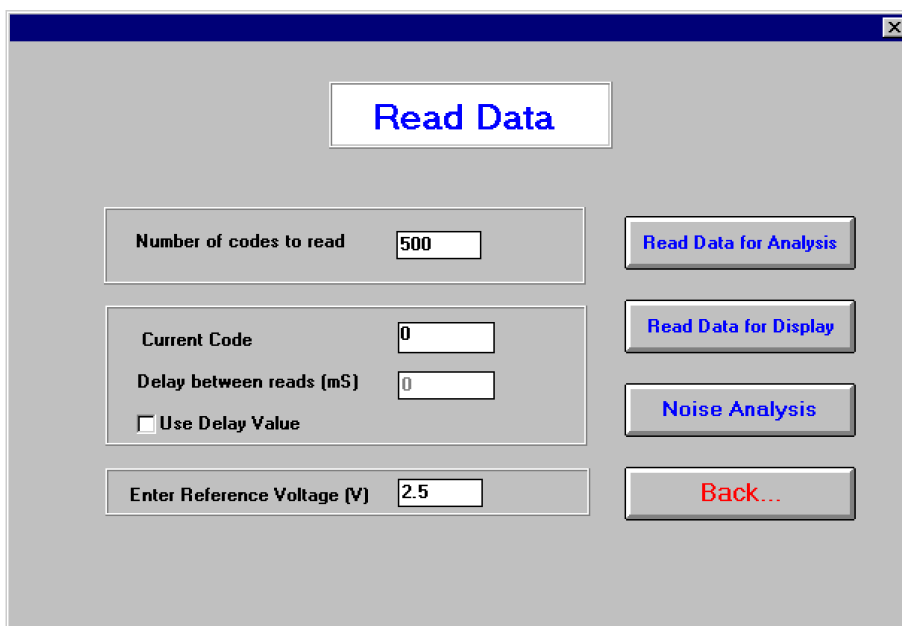 Read Data
Number of codes to read 500
Read Data for Analysis
Current Code 0
Read Data for Display
Delay between reads (mS) 0
Use Delay Value
Noise Analysis
Enter Reference Voltage (V) 2.5
Back...